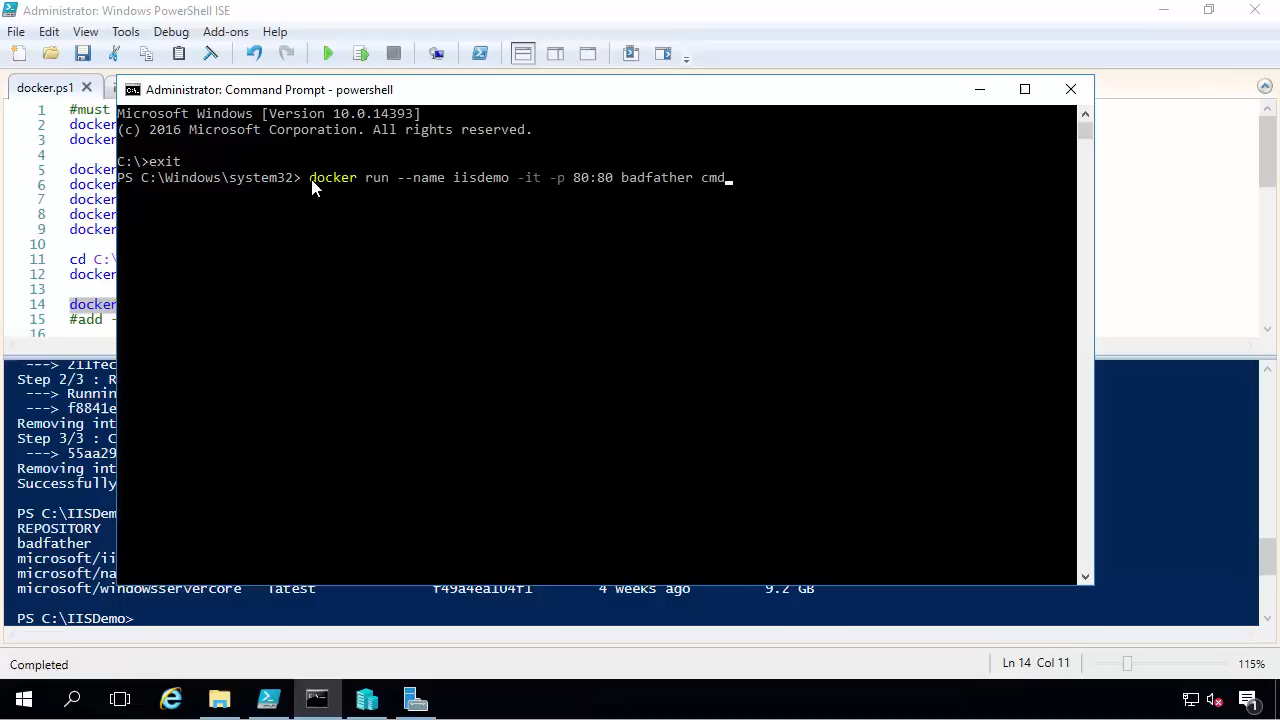 Administrator: Windows PowerShell ISE
File Edit View Tools Debug Add-ons Help
docker.ps1
Administrator: Command Prompt - powershell
Microsoft Windows [Version 10.0.14393]
(c) 2016 Microsoft Corporation. All rights reserved.
C:\>exit
PS C:\Windows\system32> docker run --name iisdemo -it -p 80:80 badfather cmd
1 #must
2 docker
3 docker
4
5 docker
6 docker
7 docker
8 docker
9 docker
10
11 cd C:\
12 docker
13
14 docker
15 #add -
16
---> 211fec
Step 2/3 : R
---> Runnin
---> f8841e
Removing int
Step 3/3 : C
---> 55aa29
Removing int
Successfully
PS C:\IISDem
REPOSITORY
badfather
microsoft/ii
microsoft/na
microsoft/windowsservercore latest f49a4ea104f1 4 weeks ago 9.2 GB
PS C:\IISDemo>
Completed
Ln 14 Col 11
115%
1